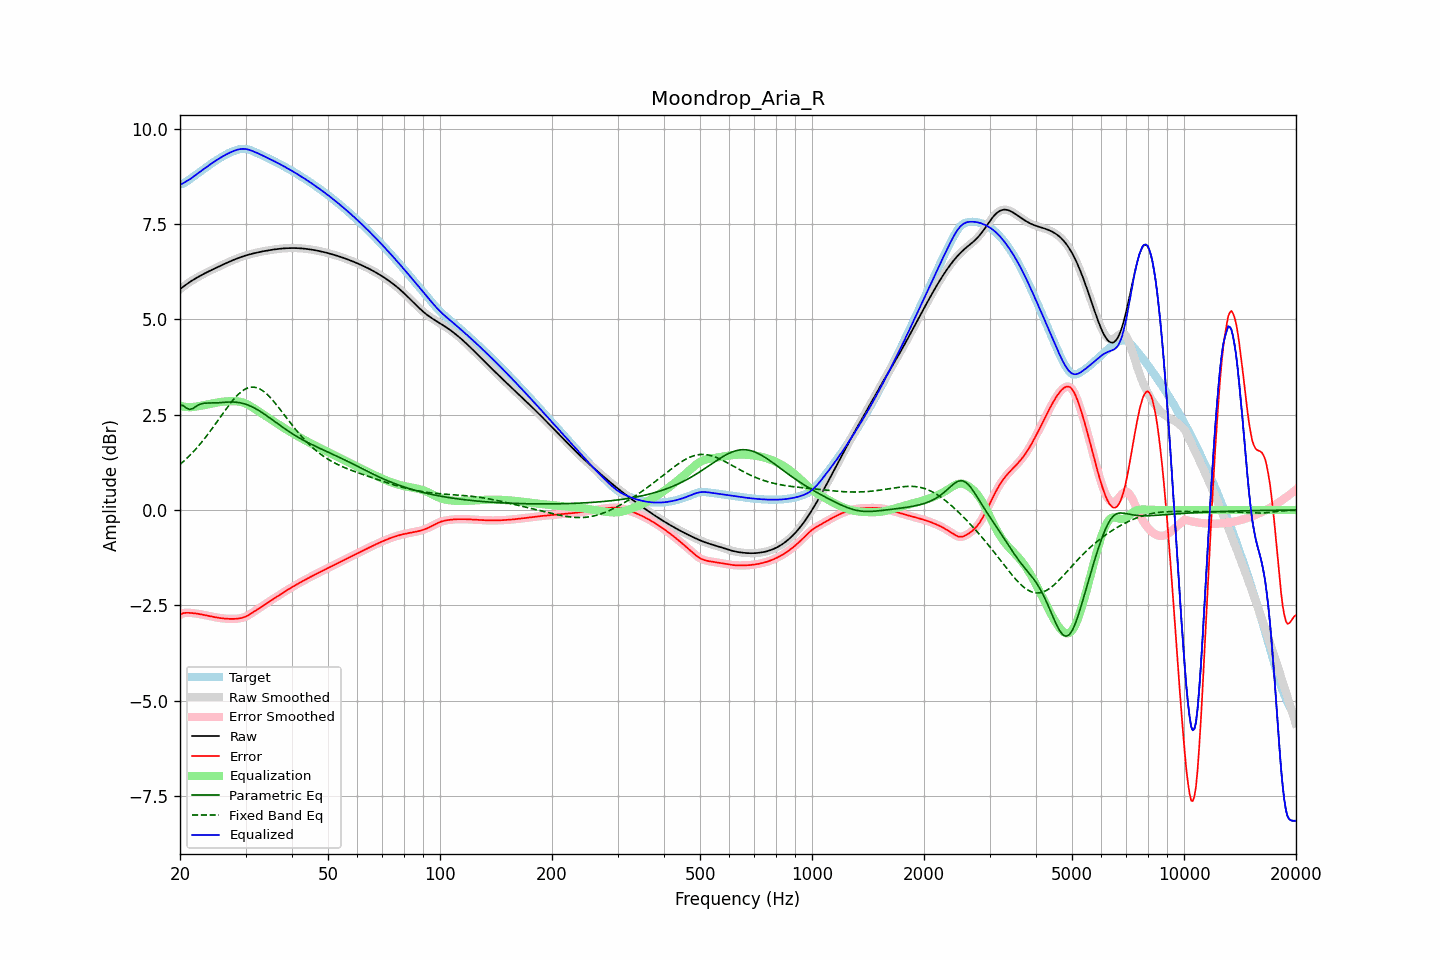 Moondrop_Aria_R
Amplitude (dBr)
10.0
7.5
5.0
2.5
0.0
−2.5
−5.0
−7.5
Target
Raw Smoothed
Error Smoothed
Raw
Error
Equalization
Parametric Eq
Fixed Band Eq
Equalized
20 50 100 200 500 1000 2000 5000 10000 20000
Frequency (Hz)